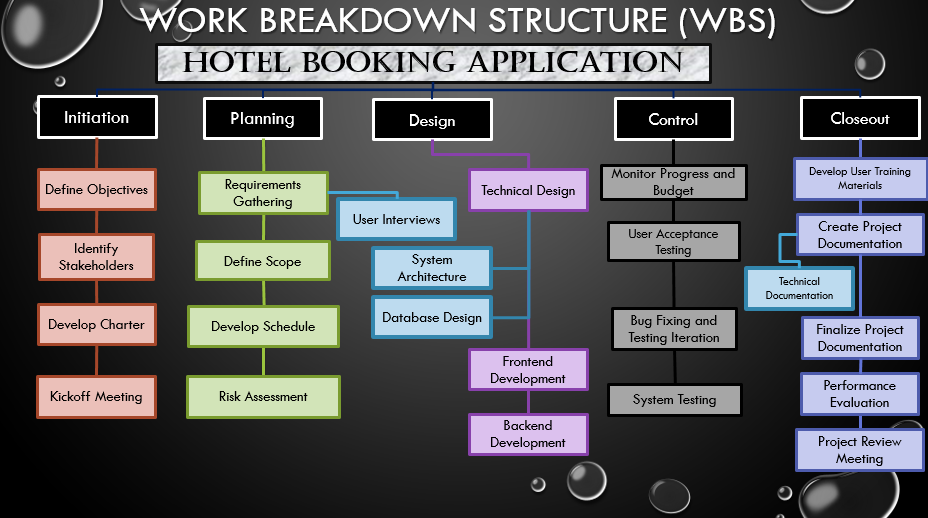 WORK BREAKDOWN STRUCTURE (WBS)
HOTEL BOOKING APPLICATION
Initiation
Define Objectives
Identify
Stakeholders
Develop Charter
Kickoff Meeting
Planning
Requirements
Gathering
User Interviews
Define Scope
Develop Schedule
Risk Assessment
Design
Technical Design
System
Architecture
Database Design
Frontend
Development
Backend
Development
Control
Monitor Progress and
Budget
User Acceptance
Testing
Bug Fixing and
Testing Iteration
System Testing
Closeout
Develop User Training
Materials
Create Project
Documentation
Technical
Documentation
Finalize Project
Documentation
Performance
Evaluation
Project Review
Meeting